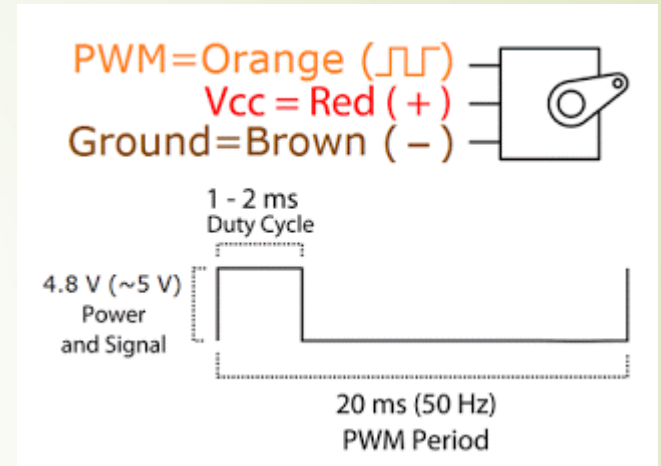 PWM=Orange (⎍⎍)
Vcc = Red ( + )
Ground=Brown ( − )
1 - 2 ms
Duty Cycle
4.8 V (~5 V)
Power
and Signal
20 ms (50 Hz)
PWM Period